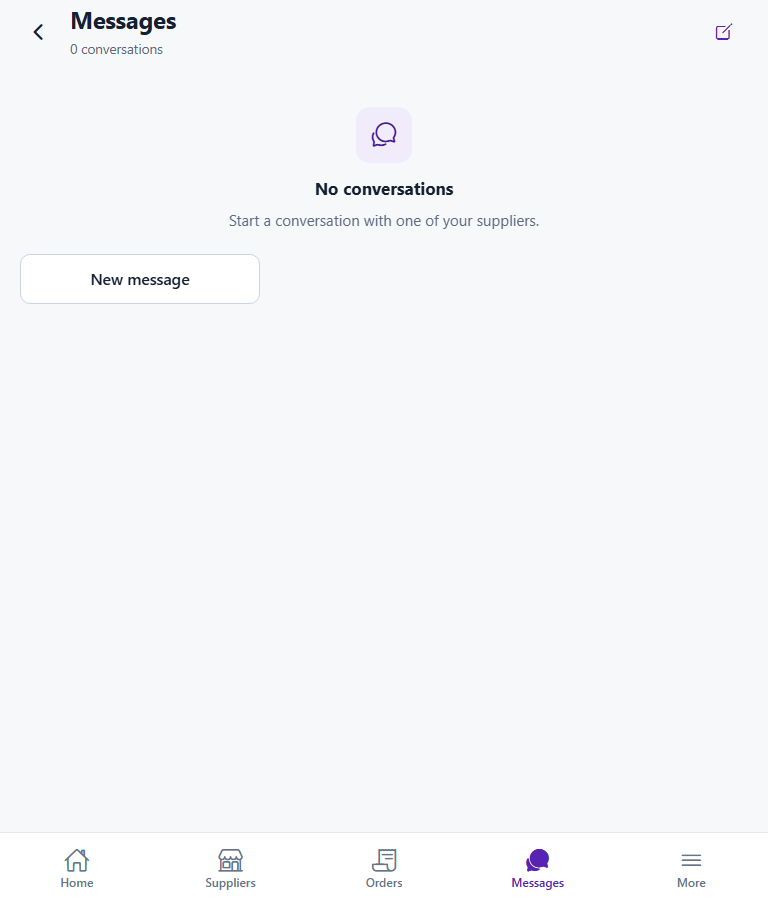 Messages
0 conversations
No conversations
Start a conversation with one of your suppliers.
New message
Home
Suppliers
Orders
Messages
More